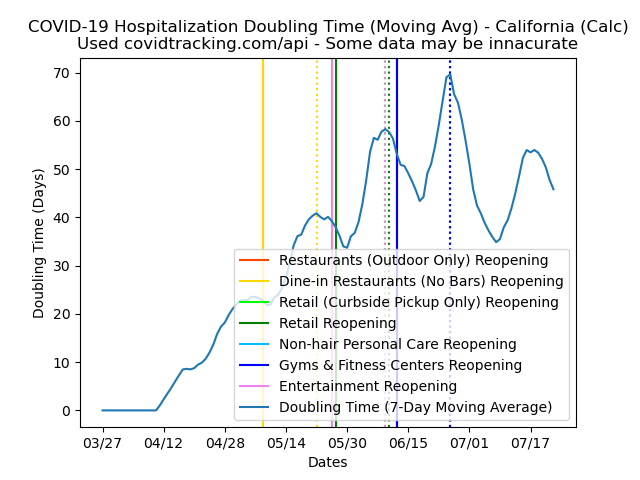 COVID-19 Hospitalization Doubling Time (Moving Avg) - California (Calc)
Used covidtracking.com/api - Some data may be innacurate
70
60
50
40
30
20
10
0
Doubling Time (Days)
Restaurants (Outdoor Only) Reopening
Dine-in Restaurants (No Bars) Reopening
Retail (Curbside Pickup Only) Reopening
Retail Reopening
Non-hair Personal Care Reopening
Gyms & Fitness Centers Reopening
Entertainment Reopening
Doubling Time (7-Day Moving Average)
03/27 04/12 04/28 05/14 05/30 06/15 07/01 07/17
Dates